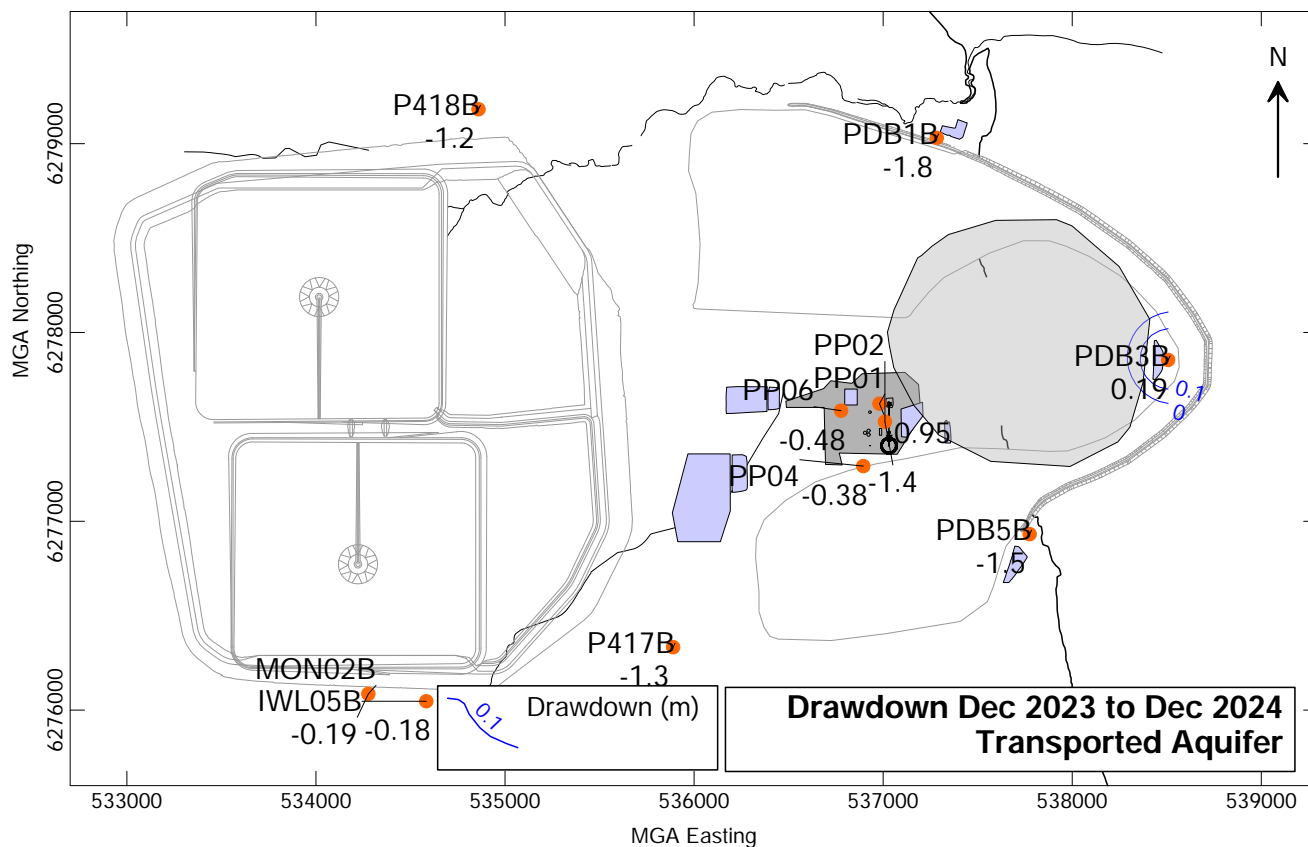 N
P418B
-1.2
PDB1B
-1.8
6279000
6278000
6277000
6276000
MGA Northing
PP02
PP01
PP06
-0.48
0.95
PP04
-0.38
-1.4
PDB3B
0.19
0.1
0
PDB5B
-1.5
P417B
-1.3
MON02B
IWL05B
-0.19
-0.18
0.1
Drawdown (m)
Drawdown Dec 2023 to Dec 2024
Transported Aquifer
533000
534000
535000
536000
537000
538000
539000
MGA Easting